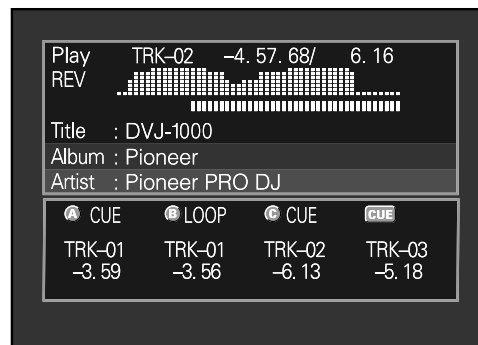 Play TRK–02 –4. 57. 68/ 6. 16
REV
Title : DVJ-1000
Album : Pioneer
Artist : Pioneer PRO DJ
A CUE B LOOP C CUE CUE
TRK–01 TRK–01 TRK–02 TRK–03
–3. 59 –3. 56 –6. 13 –5. 18